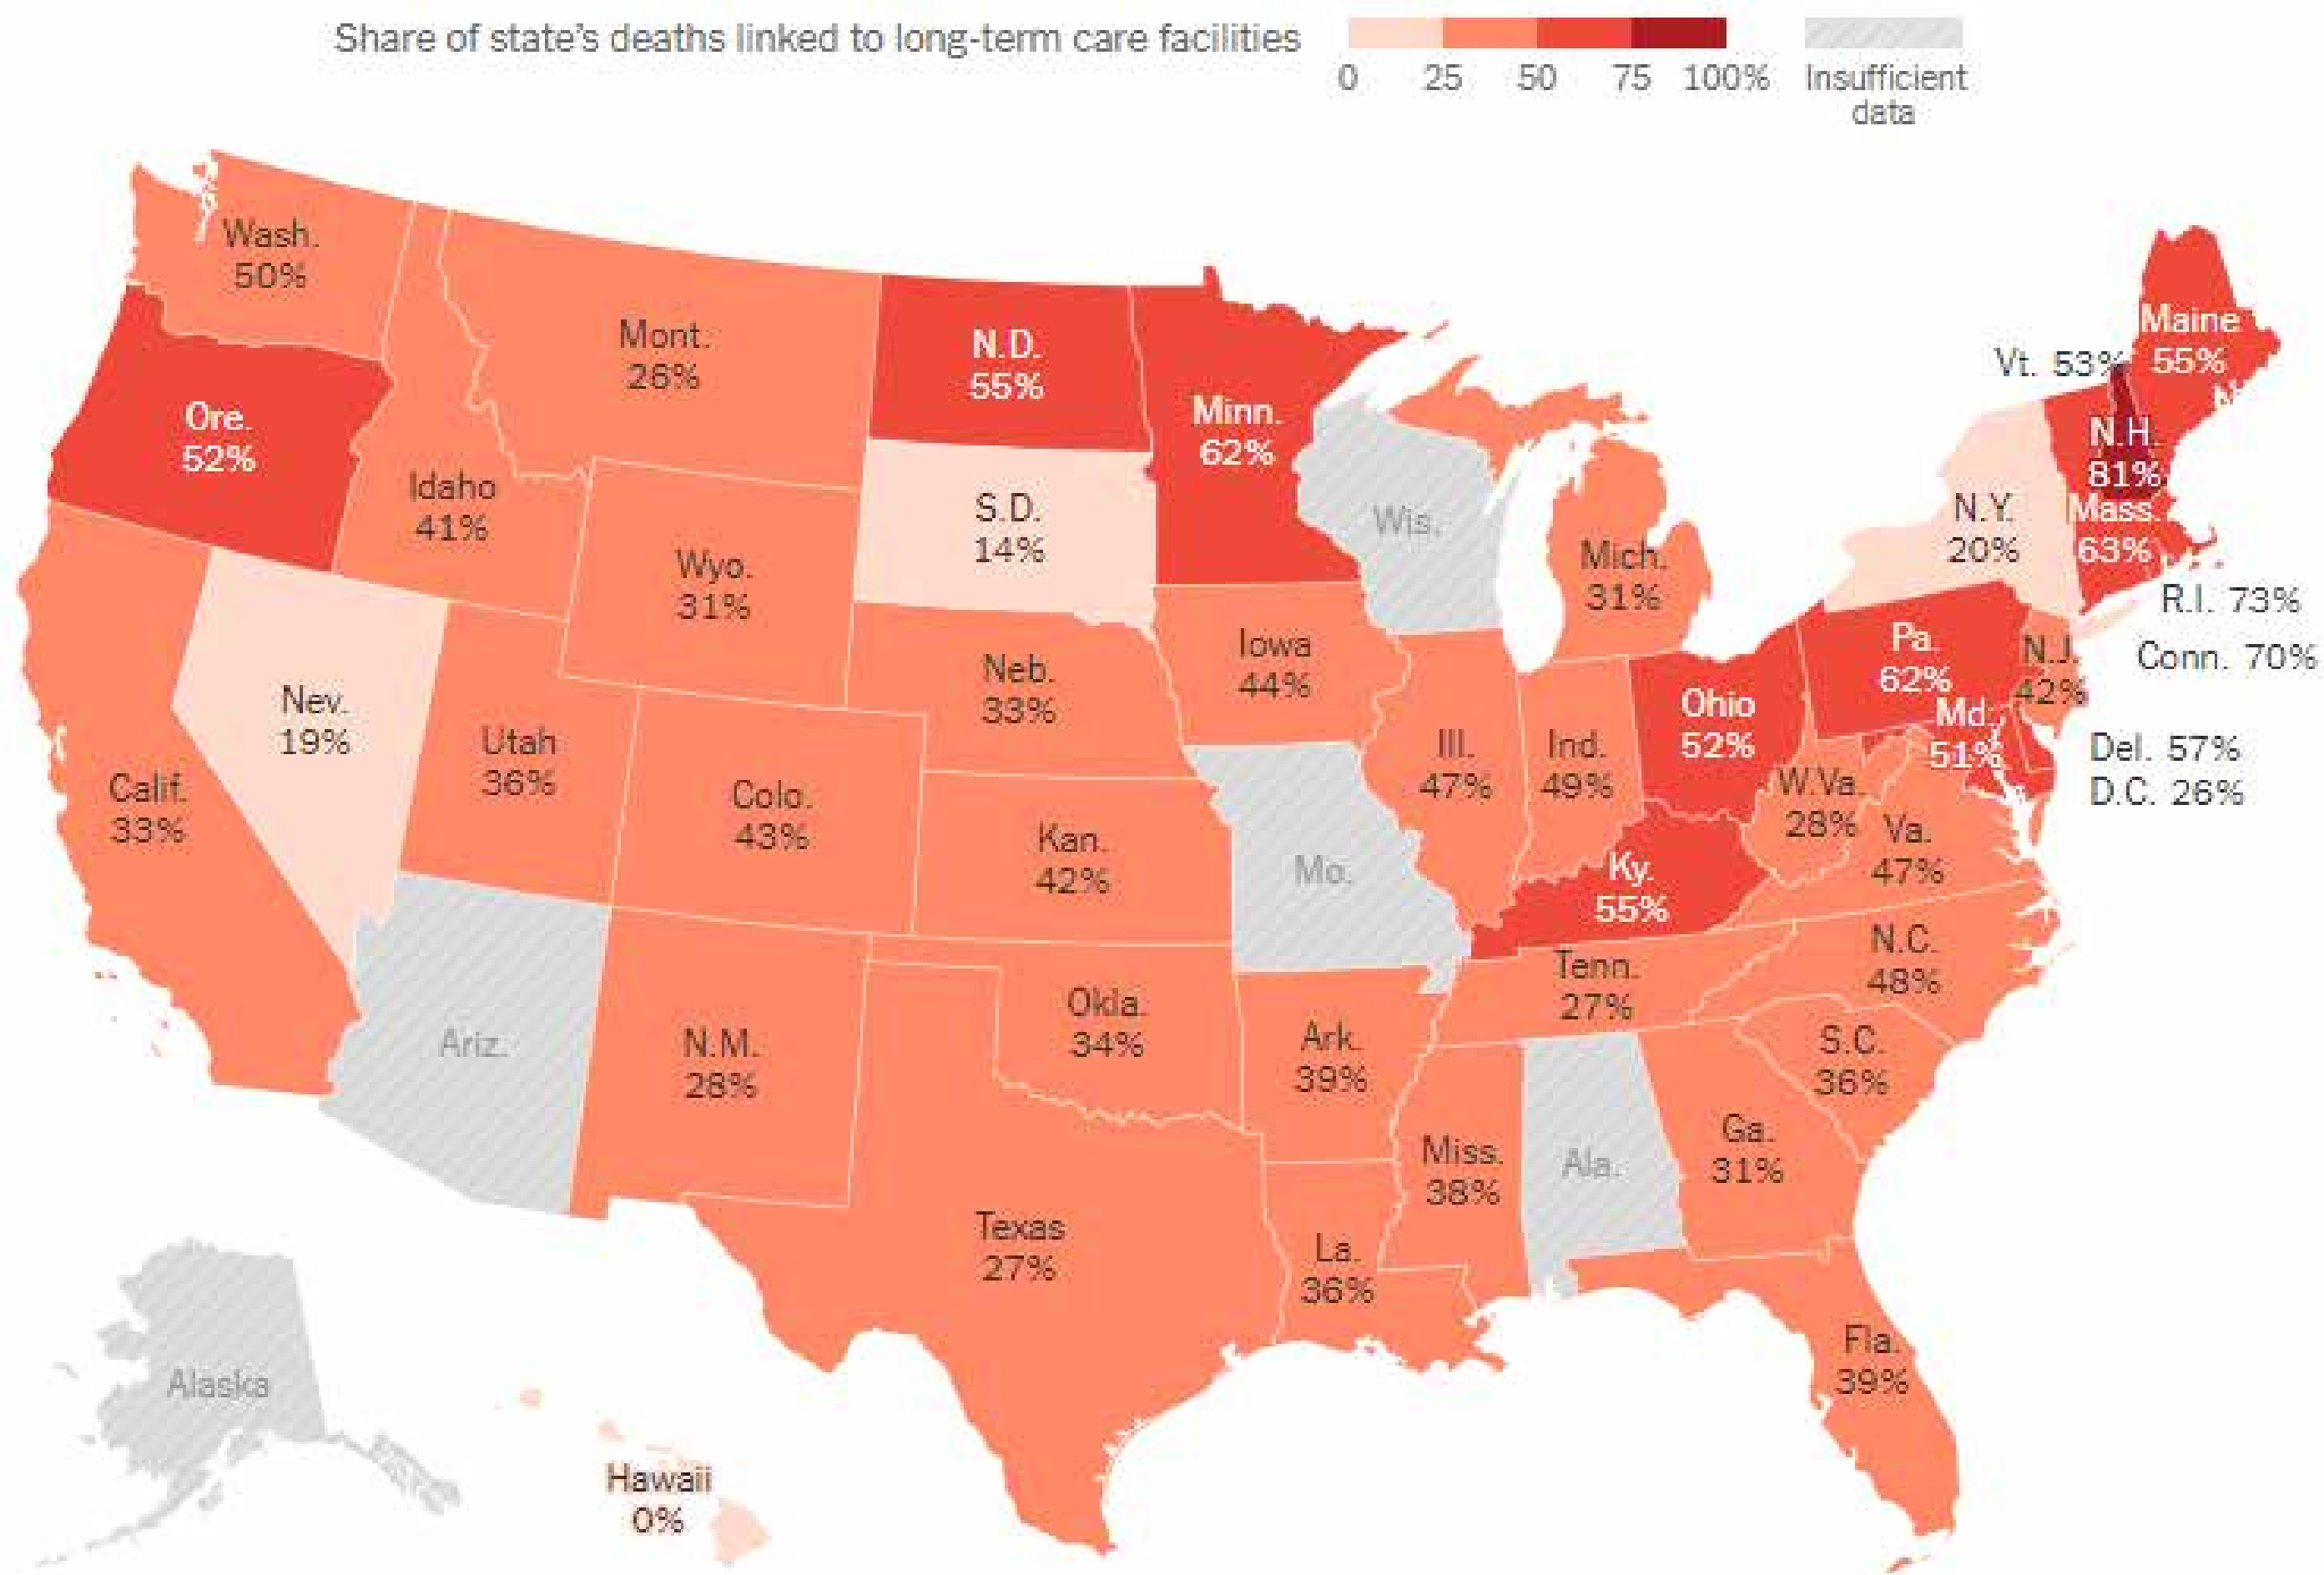 Share of state's deaths linked to long-term care facilities
0 25 50 75 100%
Insufficient
data
Wash.
50%
Mont.
26%
N.D.
55%
Minn.
62%
Maine
55%
Vt. 53%
Ore.
52%
Idaho
41%
S.D.
14%
Wis.
N.H.
81%
N.Y.
20%
Mass.
63%
Wyo.
31%
Mich.
31%
R.I. 73%
Conn. 70%
Iowa
44%
Neb.
33%
Pa.
62%
N.J.
42%
Nev.
19%
Utah
36%
Ohio
52%
Md.
51%
Del. 57%
D.C. 26%
Ill.
47%
Ind.
49%
Calif.
33%
Colo.
43%
W.Va.
28%
Va.
47%
Kan.
42%
Mo.
Ky.
55%
N.C.
48%
Tenn.
27%
Okla.
34%
Ariz.
N.M.
28%
Ark.
39%
S.C.
36%
Miss.
38%
Ala.
Ga.
31%
Texas
27%
La.
36%
Fla.
39%
Alaska
Hawaii
0%